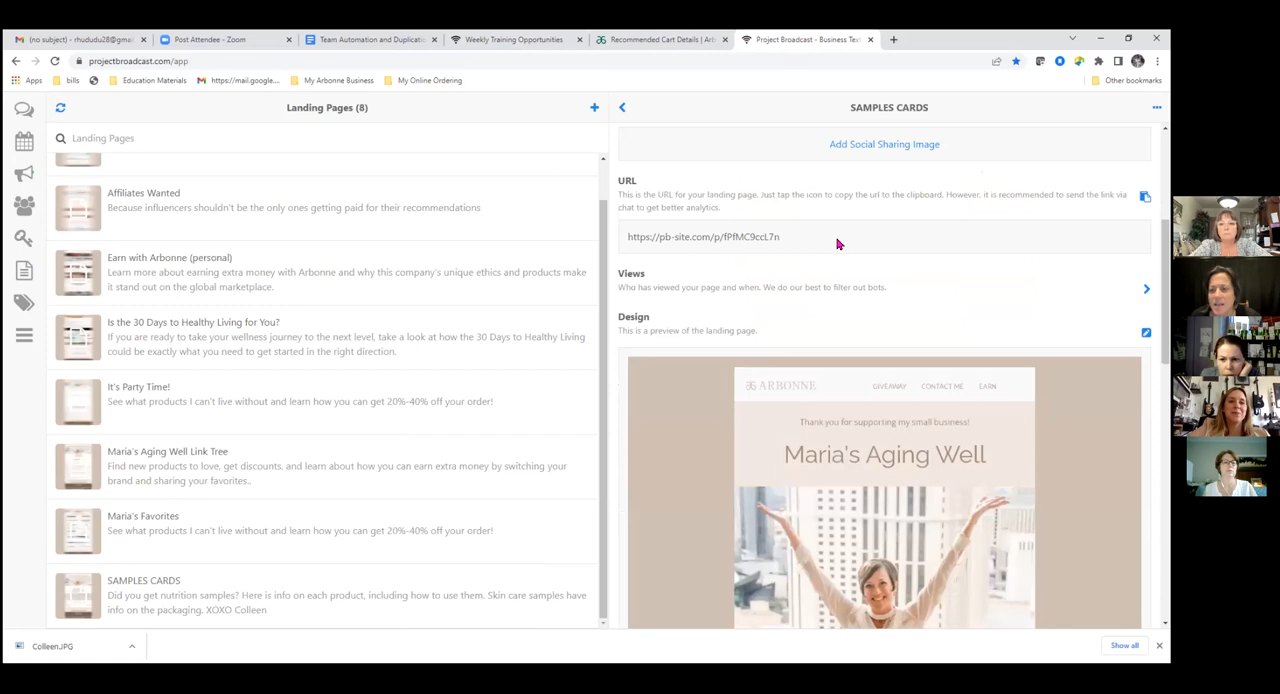 (no subject) - rhududu28@gmai
Post Attendee - Zoom
Team Automation and Duplicati
Weekly Training Opportunities
Recommended Cart Details | Arb
Project Broadcast - Business Text
projectbroadcast.com/app
Apps
bills
Education Materials
https://mail.google....
My Arbonne Business
My Online Ordering
Other bookmarks
Landing Pages (8)
Landing Pages
Affiliates Wanted
Because influencers shouldn't be the only ones getting paid for their recommendations
Earn with Arbonne (personal)
Learn more about earning extra money with Arbonne and why this company's unique ethics and products make
it stand out on the global marketplace.
Is the 30 Days to Healthy Living for You?
If you are ready to take your wellness journey to the next level, take a look at how the 30 Days to Healthy Living
could be exactly what you need to get started in the right direction.
It's Party Time!
See what products I can't live without and learn how you can get 20%-40% off your order!
Maria's Aging Well Link Tree
Find new products to love, get discounts, and learn about how you can earn extra money by switching your
brand and sharing your favorites..
Maria's Favorites
See what products I can't live without and learn how you can get 20%-40% off your order!
SAMPLES CARDS
Did you get nutrition samples? Here is info on each product, including how to use them. Skin care samples have
info on the packaging. XOXO Colleen
SAMPLES CARDS
Add Social Sharing Image
URL
This is the URL for your landing page. Just tap the icon to copy the url to the clipboard. However, it is recommended to send the link via
chat to get better analytics.
https://pb-site.com/p/fPfMC9ccL7n
Views
Who has viewed your page and when. We do our best to filter out bots.
Design
This is a preview of the landing page.
ARBONNE
GIVEAWAY
CONTACT ME
EARN
Thank you for supporting my small business!
Maria's Aging Well
Colleen.JPG
Show all